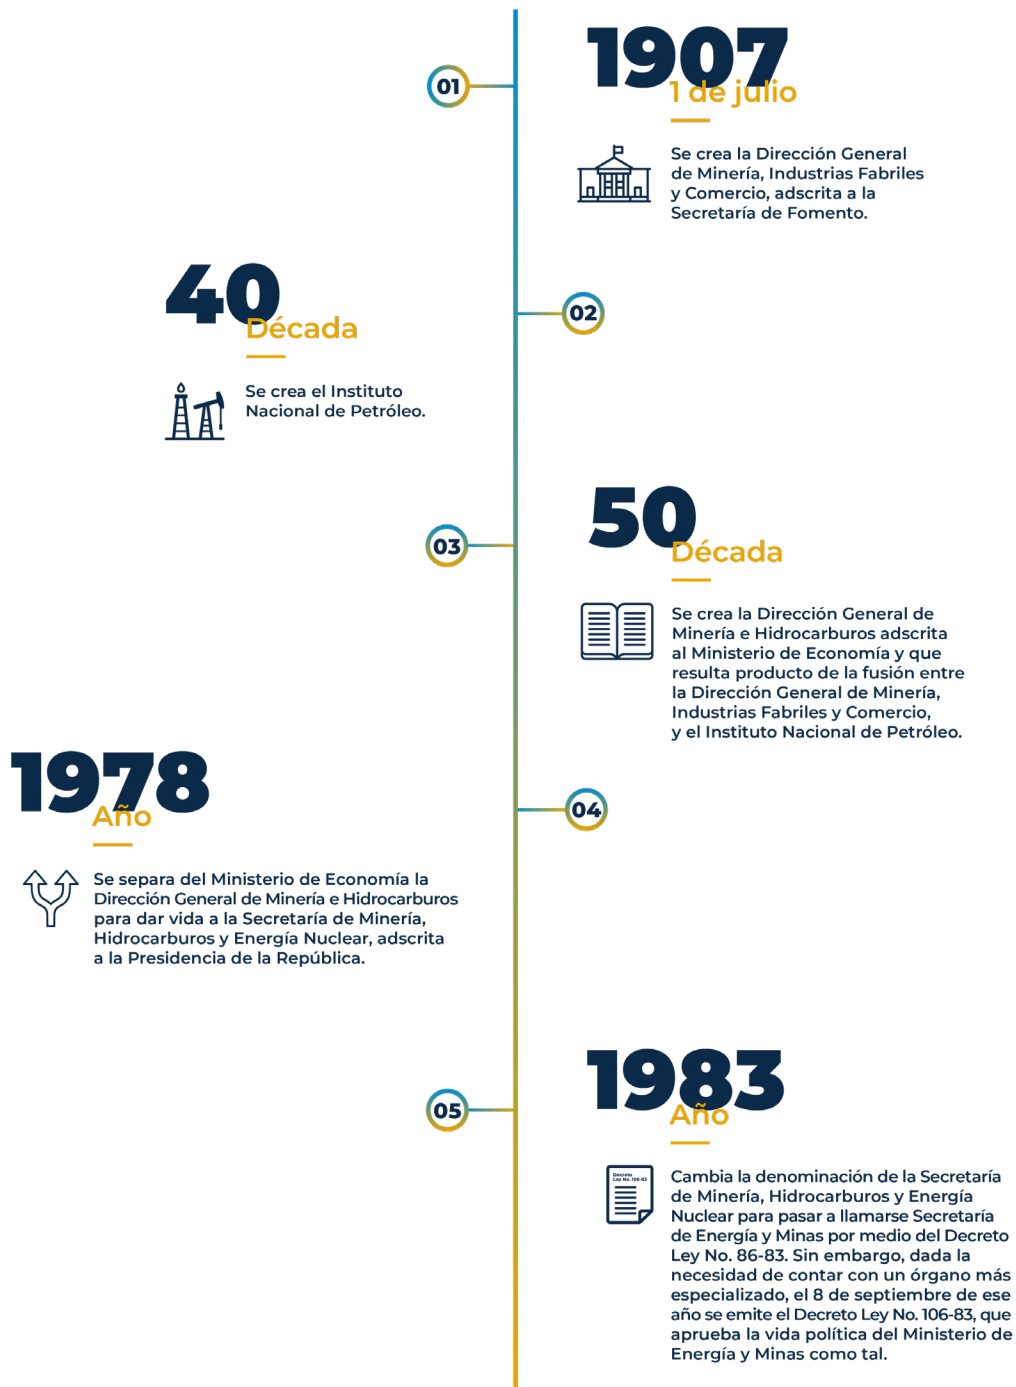 01
1907
1 de julio
Se crea la Dirección General
de Minería, Industrias Fabriles
y Comercio, adscrita a la
Secretaría de Fomento.
40
Década
02
Se crea el Instituto
Nacional de Petróleo.
03
50
Década
Se crea la Dirección General de
Minería e Hidrocarburos adscrita
al Ministerio de Economía y que
resulta producto de la fusión entre
la Dirección General de Minería,
Industrias Fabriles y Comercio,
y el Instituto Nacional de Petróleo.
1978
Año
04
Se separa del Ministerio de Economía la
Dirección General de Minería e Hidrocarburos
para dar vida a la Secretaría de Minería,
Hidrocarburos y Energía Nuclear, adscrita
a la Presidencia de la República.
05
1983
Año
Decreto
Ley No. 106-83
Cambia la denominación de la Secretaría
de Minería, Hidrocarburos y Energía
Nuclear para pasar a llamarse Secretaría
de Energía y Minas por medio del Decreto
Ley No. 86-83. Sin embargo, dada la
necesidad de contar con un órgano más
especializado, el 8 de septiembre de ese
año se emite el Decreto Ley No. 106-83, que
aprueba la vida política del Ministerio de
Energía y Minas como tal.